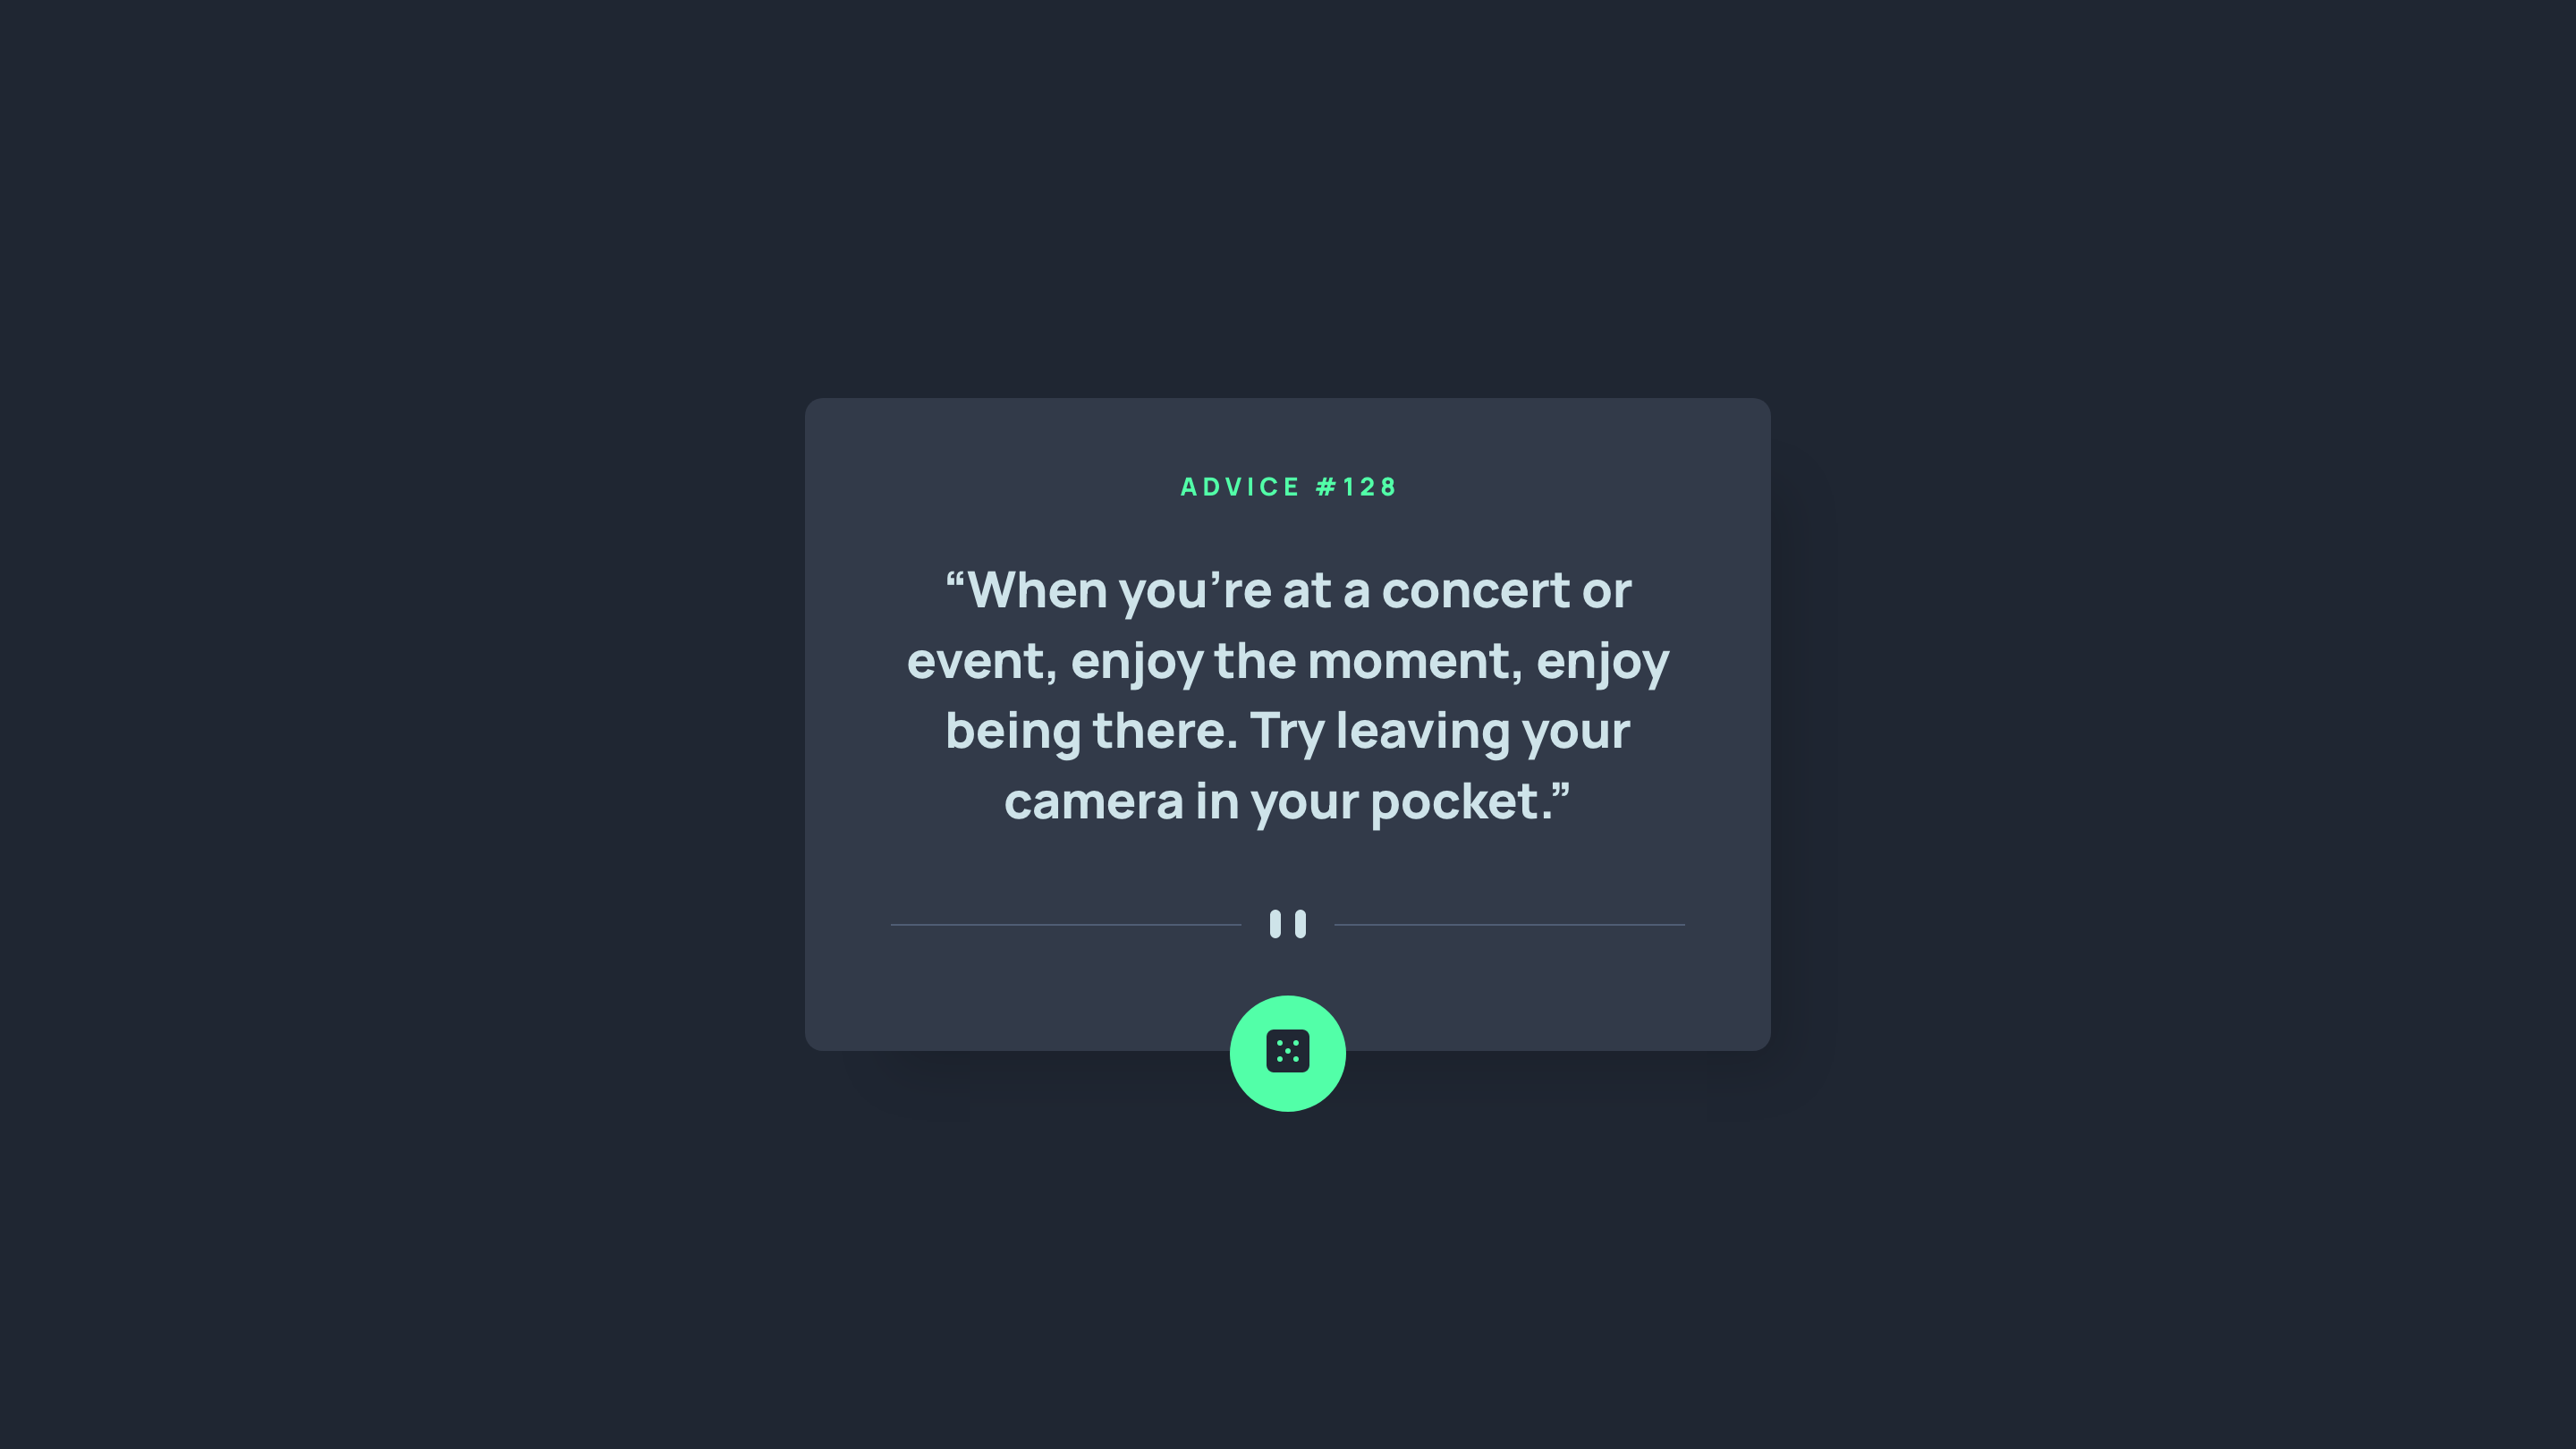 ADVICE #128
“When you’re at a concert or
event, enjoy the moment, enjoy
being there. Try leaving your
camera in your pocket.”